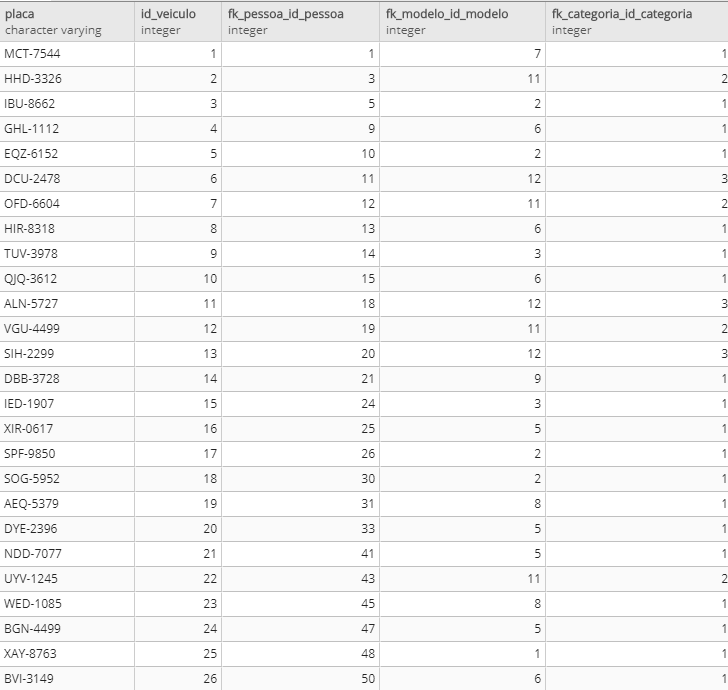 placa id_veiculo fk_pessoa_id_pessoa fk_modelo_id_modelo fk_categoria_id_categoria
character varying integer integer integer integer
MCT-7544 1 1 7 1
HHD-3326 2 3 11 2
IBU-8662 3 5 2 1
GHL-1112 4 9 6 1
EQZ-6152 5 10 2 1
DCU-2478 6 11 12 3
OFD-6604 7 12 11 2
HIR-8318 8 13 6 1
TUV-3978 9 14 3 1
QJQ-3612 10 15 6 1
ALN-5727 11 18 12 3
VGU-4499 12 19 11 2
SIH-2299 13 20 12 3
DBB-3728 14 21 9 1
IED-1907 15 24 3 1
XIR-0617 16 25 5 1
SPF-9850 17 26 2 1
SOG-5952 18 30 2 1
AEQ-5379 19 31 8 1
DYE-2396 20 33 5 1
NDD-7077 21 41 5 1
UYV-1245 22 43 11 2
WED-1085 23 45 8 1
BGN-4499 24 47 5 1
XAY-8763 25 48 1 1
BVI-3149 26 50 6 1